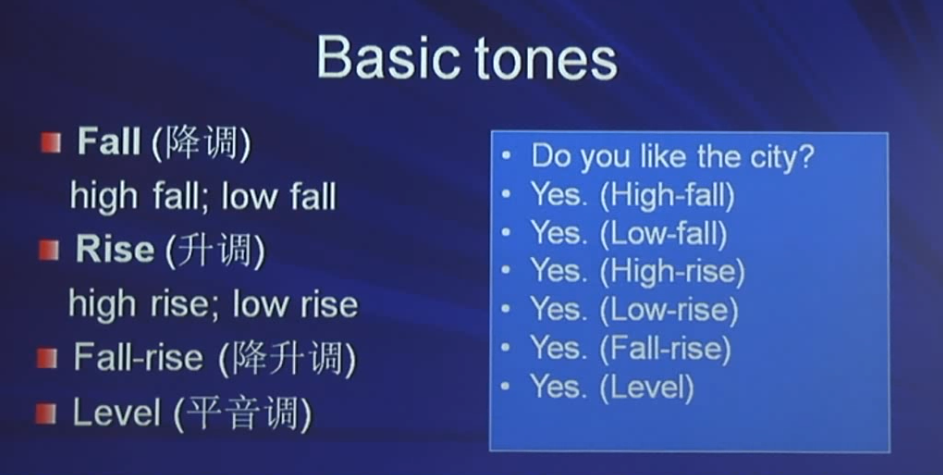 Basic tones
Fall (降调)
high fall; low fall
Rise (升调)
high rise; low rise
Fall-rise (降升调)
Level (平音调)
• Do you like the city?
• Yes. (High-fall)
• Yes. (Low-fall)
• Yes. (High-rise)
• Yes. (Low-rise)
• Yes. (Fall-rise)
• Yes. (Level)